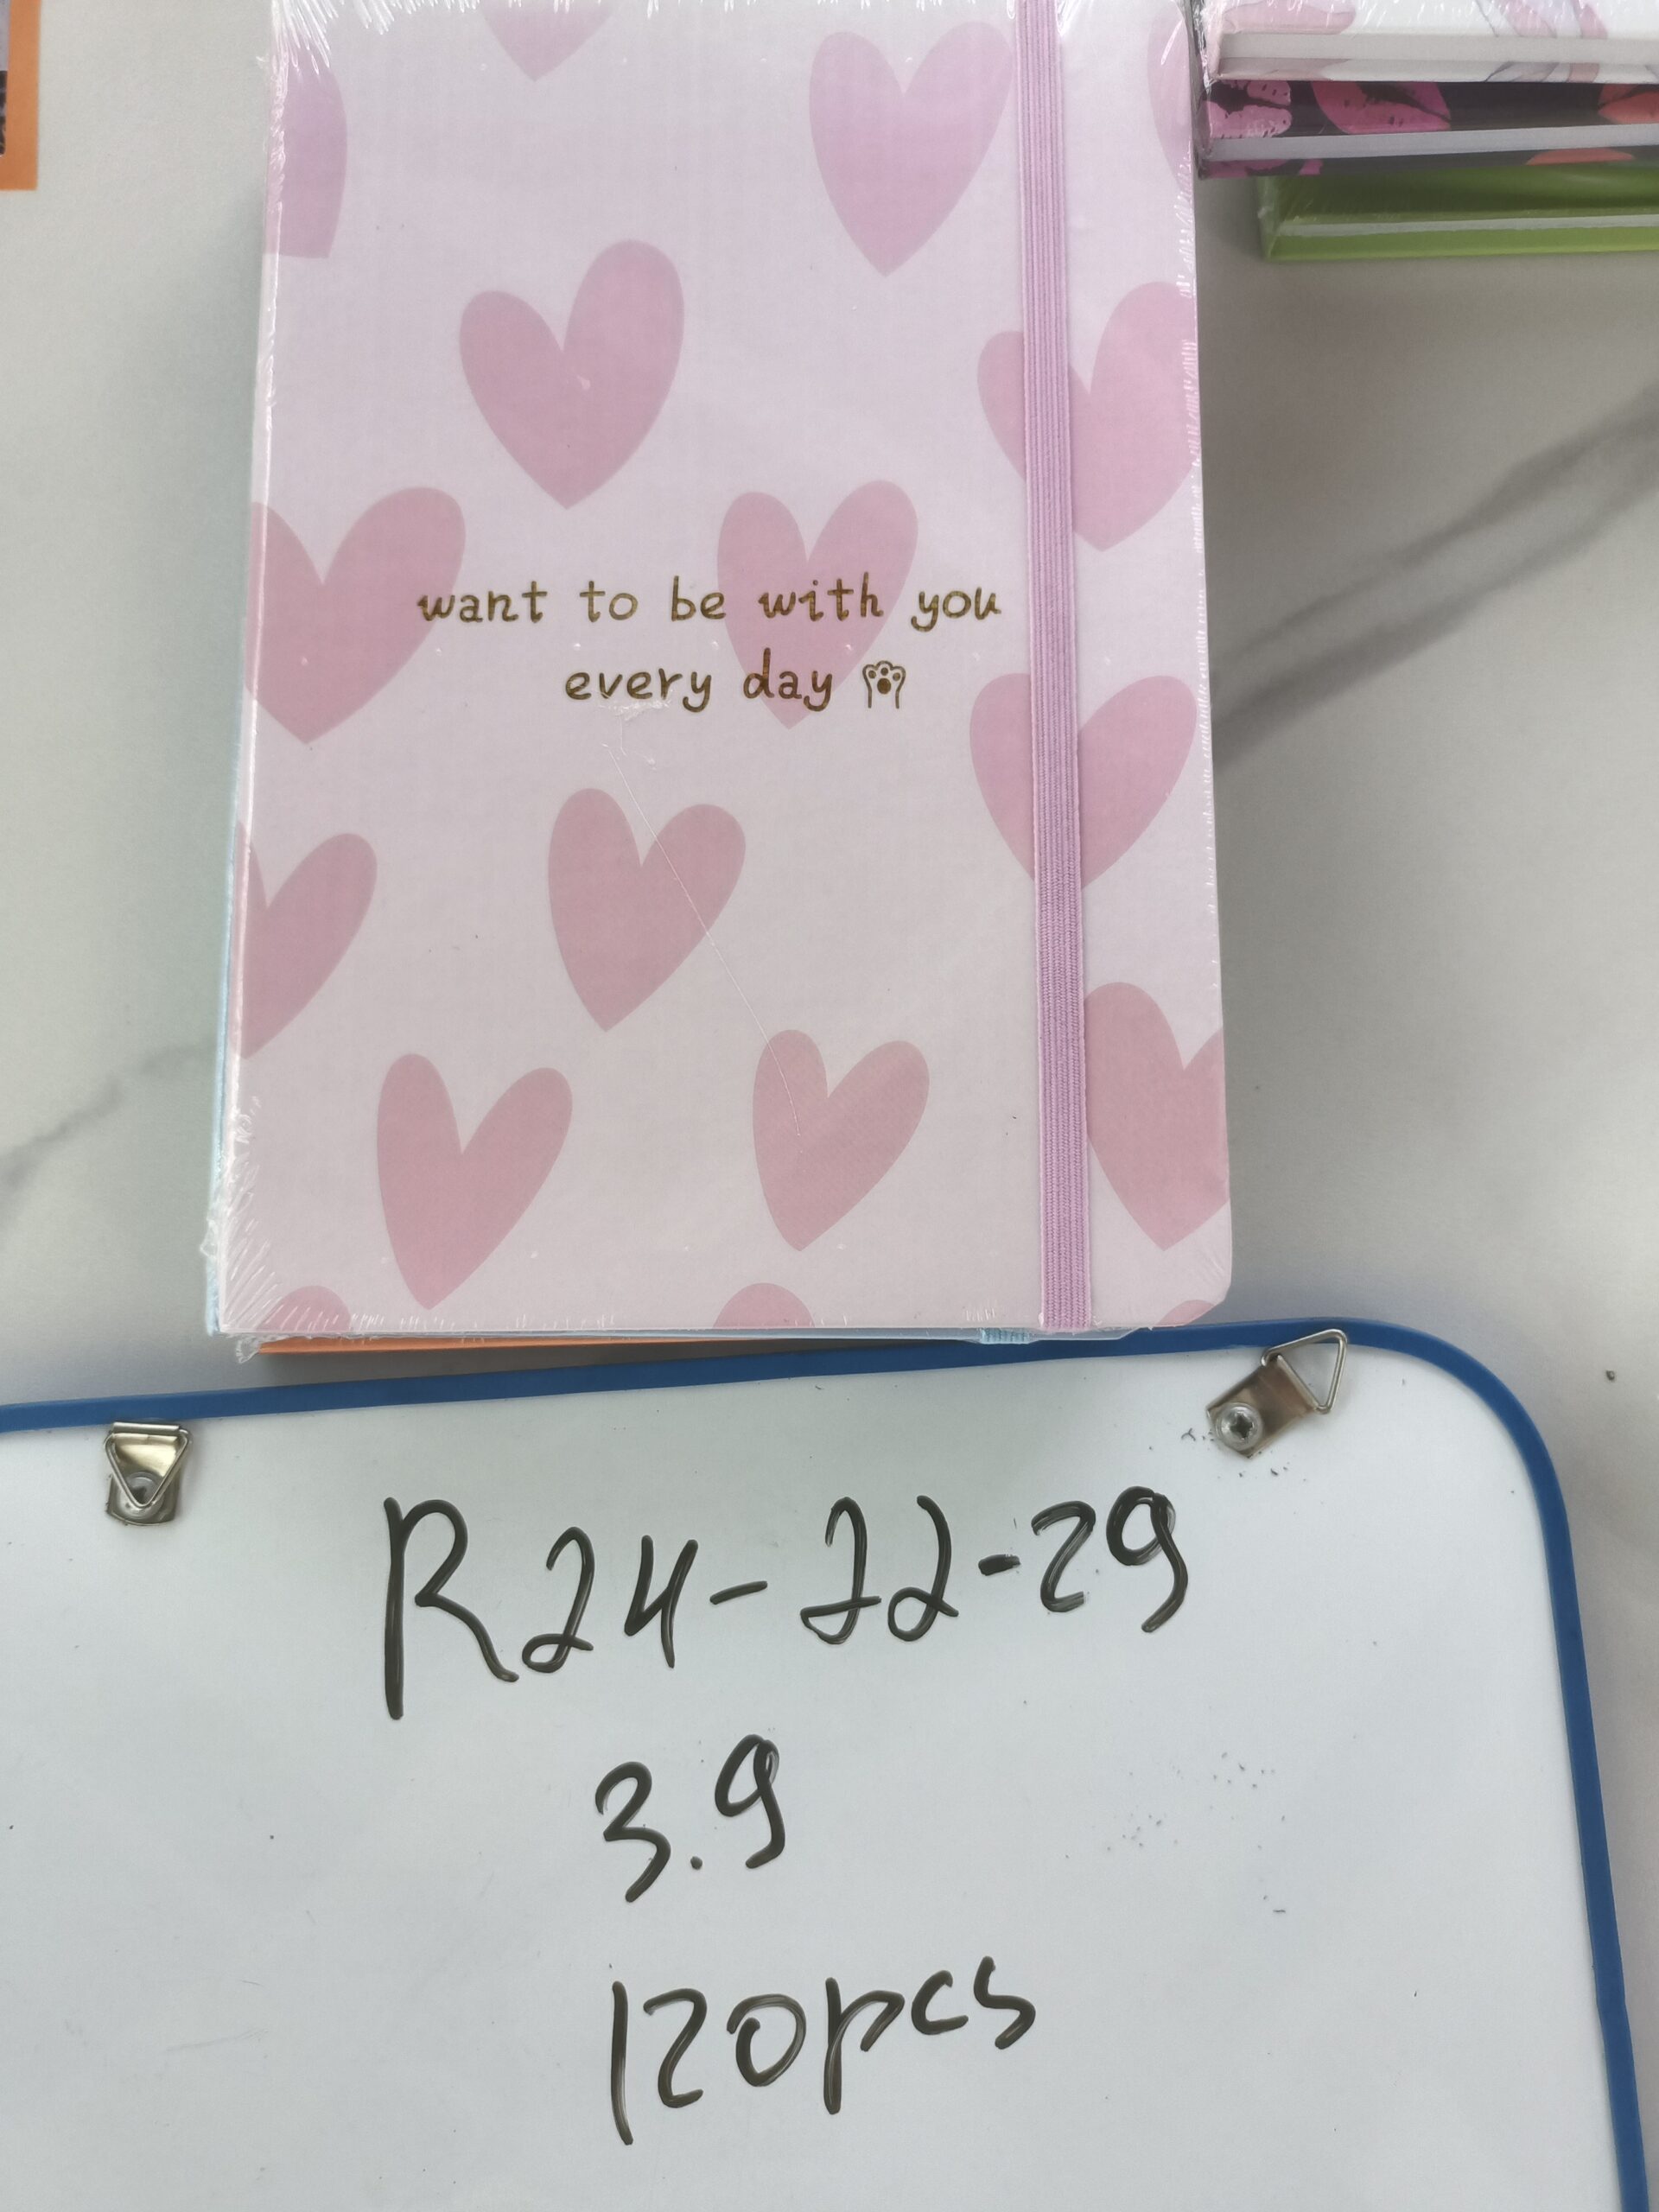 want to be with you
every day
R24-22-29
3.9
120pcs